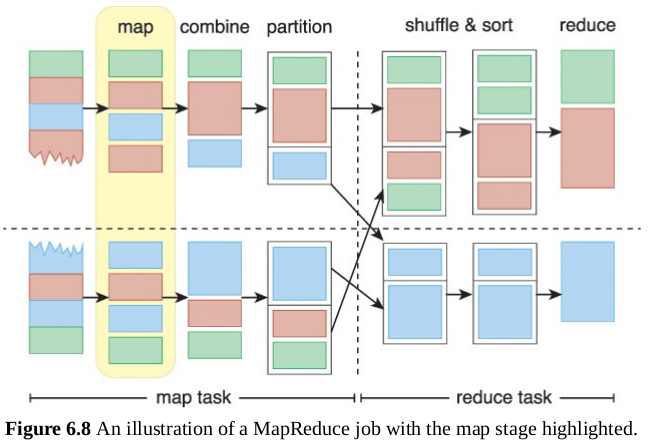 map combine partition shuffle & sort reduce
map task reduce task
Figure 6.8 An illustration of a MapReduce job with the map stage highlighted.